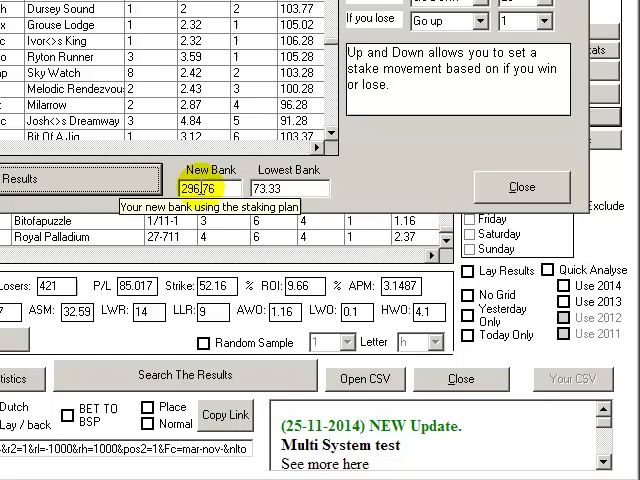 h Dursey Sound 1 2 2 103.77
x Grouse Lodge 1 2.32 1 105.02
c Ivor<>s King 1 2.32 1 106.28
o Ryton Runner 3 3.59 1 105.28
np Sky Watch 8 2.42 2 103.28
Melodic Rendezvou 2 2.43 3 100.28
to Milarrow 2 2.87 4 96.28
c Josh<>s Dreamway 3 4.84 5 91.28
Bit Of A Jig 1 3.12 6 103.37
If you lose Go up 1
Up and Down allows you to set a
stake movement based on if you win
or lose.
tats
Results
New Bank Lowest Bank
296.76 73.33
Close
Your new bank using the staking plan
Exclude
Bitofapuzzle 1/11-1 3 6 4 1 1.16
Royal Palladium 27-711 4 6 4 1 2.37
Friday
Saturday
Sunday
Lay Results Quick Analyse
No Grid
Yesterday
Only
Today Only
Use 2014
Use 2013
Use 2012
Use 2011
Losers: 421 P/L 85.017 Strike: 52.16 % ROI: 9.66 % APM: 3.1487
7 ASM: 32.59 LWR: 14 LLR: 9 AWO: 1.16 LWO: 0.1 HWO: 4.1
Random Sample 1 Letter h
tistics Search The Results Open CSV Close Your CSV
Dutch
Lay / back
BET TO
BSP
Place
Normal
Copy Link
&r2=1&rl=-1000&rh=1000&pos2=1&Fc=mar-nov-&nlto
(25-11-2014) NEW Update.
Multi System test
See more here